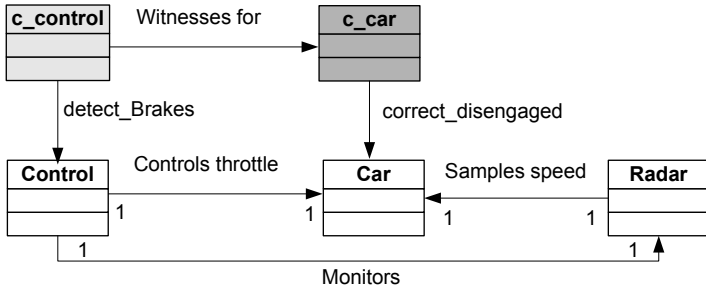 c_control
Witnesses for
c_car
detect_Brakes
correct_disengaged
Control
Controls throttle
Car
Samples speed
Radar
1
1
1
1
1
1
Monitors